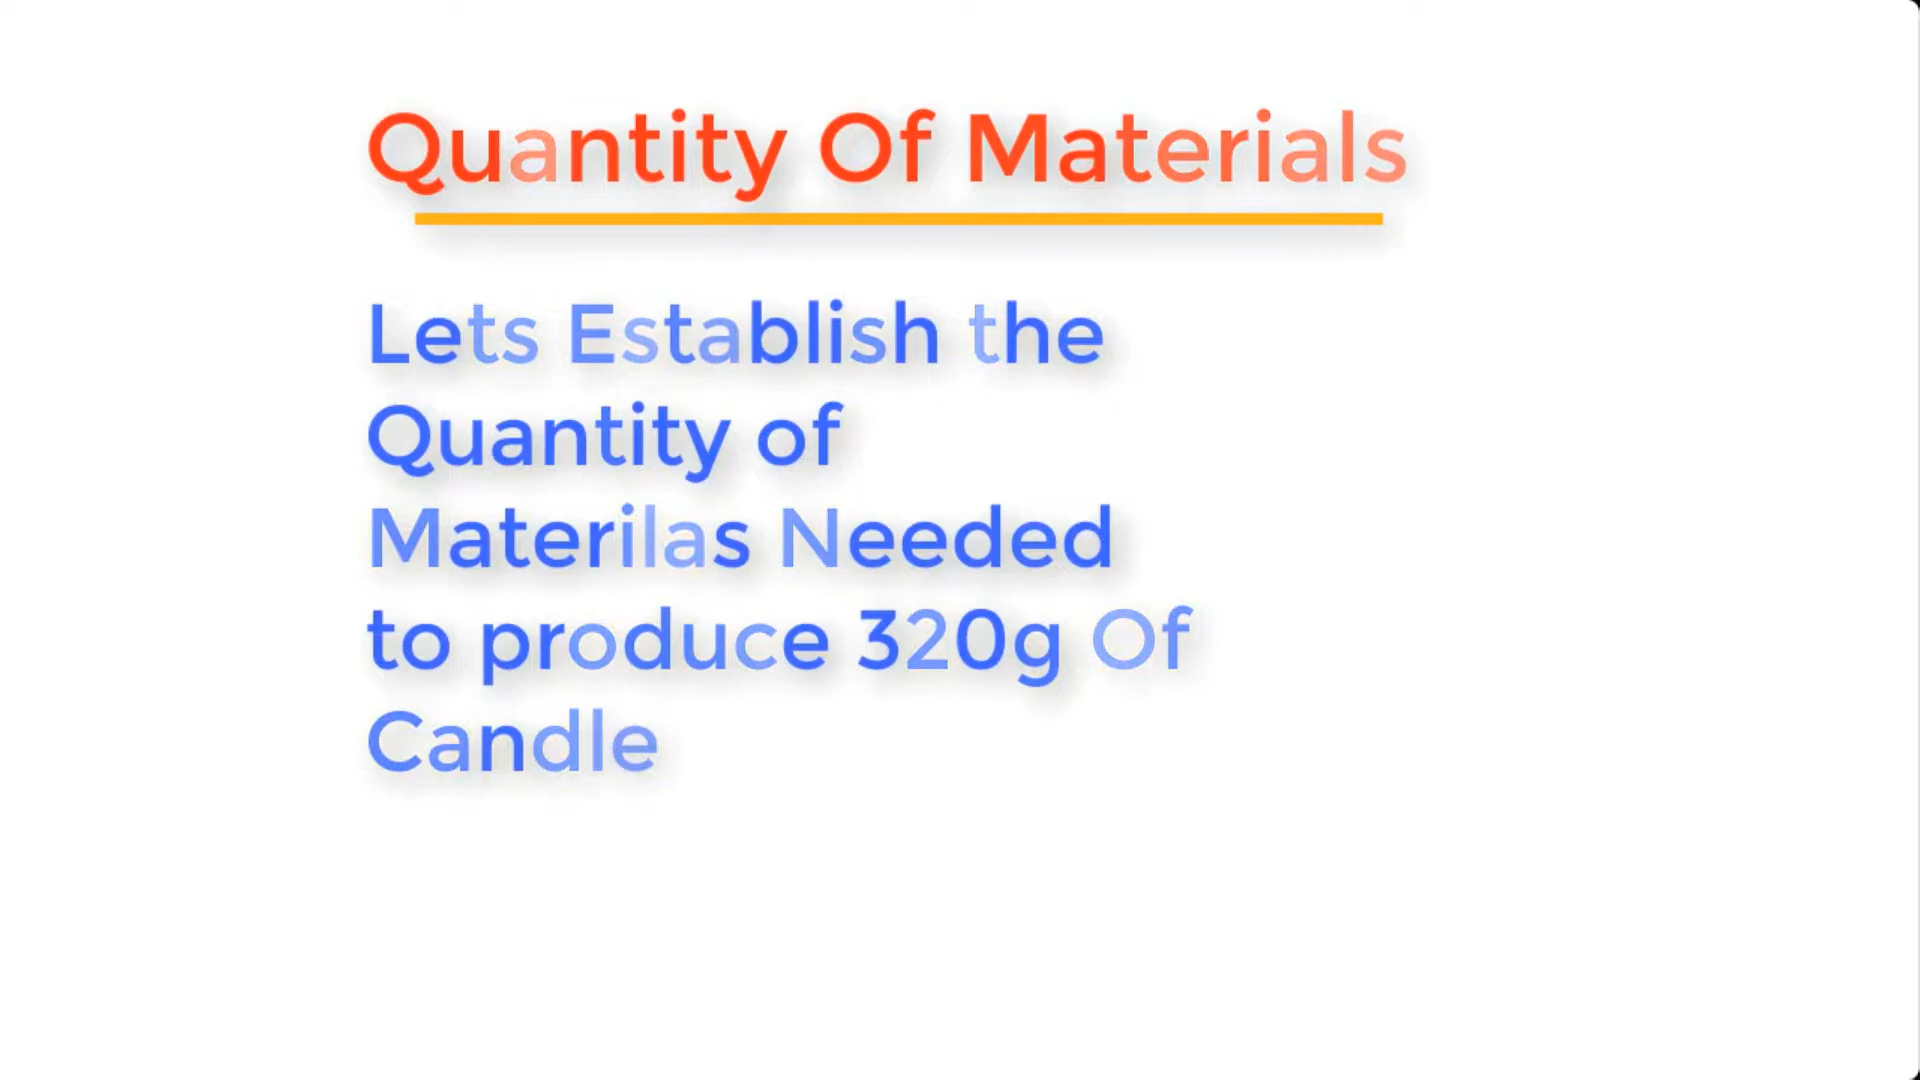 Quantity Of Materials
Lets Establish the
Quantity of
Materilas Needed
to produce 320g Of
Candle